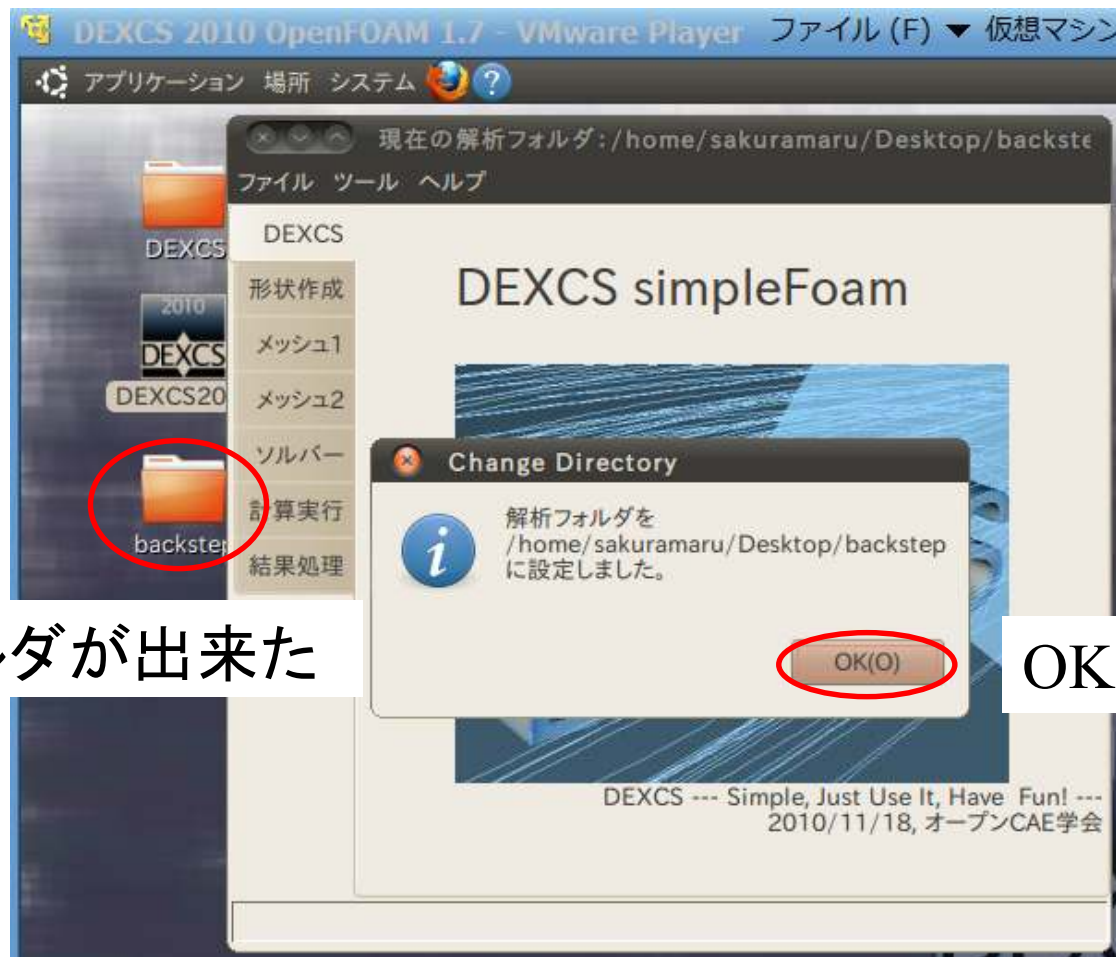 DEXCS 2010 OpenFOAM 1.7 - VMware Player ファイル (F) ▼ 仮想マシン
アプリケーション 場所 システム
現在の解析フォルダ:/home/sakuramaru/Desktop/backste
ファイル ツール ヘルプ
DEXCS
2010
DEXCS
DEXCS20
backstep
DEXCS
形状作成
メッシュ1
メッシュ2
ソルバー
計算実行
結果処理
DEXCS simpleFoam
Change Directory
解析フォルダを
/home/sakuramaru/Desktop/backstep
に設定しました。
OK(O)
ルダが出来た
OK
DEXCS --- Simple, Just Use It, Have Fun! ---
2010/11/18, オープンCAE学会